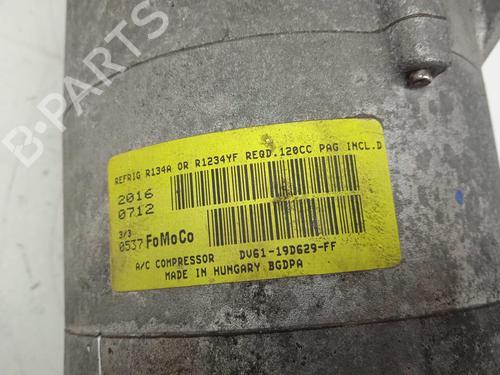 B-PARTS
REFRIG R134A OR R1234YF REQD.120CC PAG INCL.D
2016
0712
3/3
0537 FoMoCo
A/C COMPRESSOR DV61-19D629-FF
MADE IN HUNGARY BGDPA